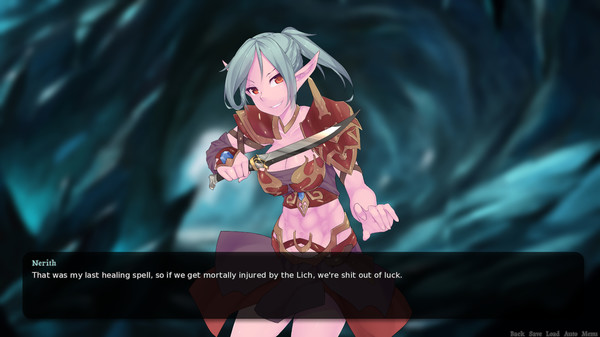 Nerith
That was my last healing spell, so if we get mortally injured by the Lich, we're shit out of luck.
Back Save Load Auto Menu